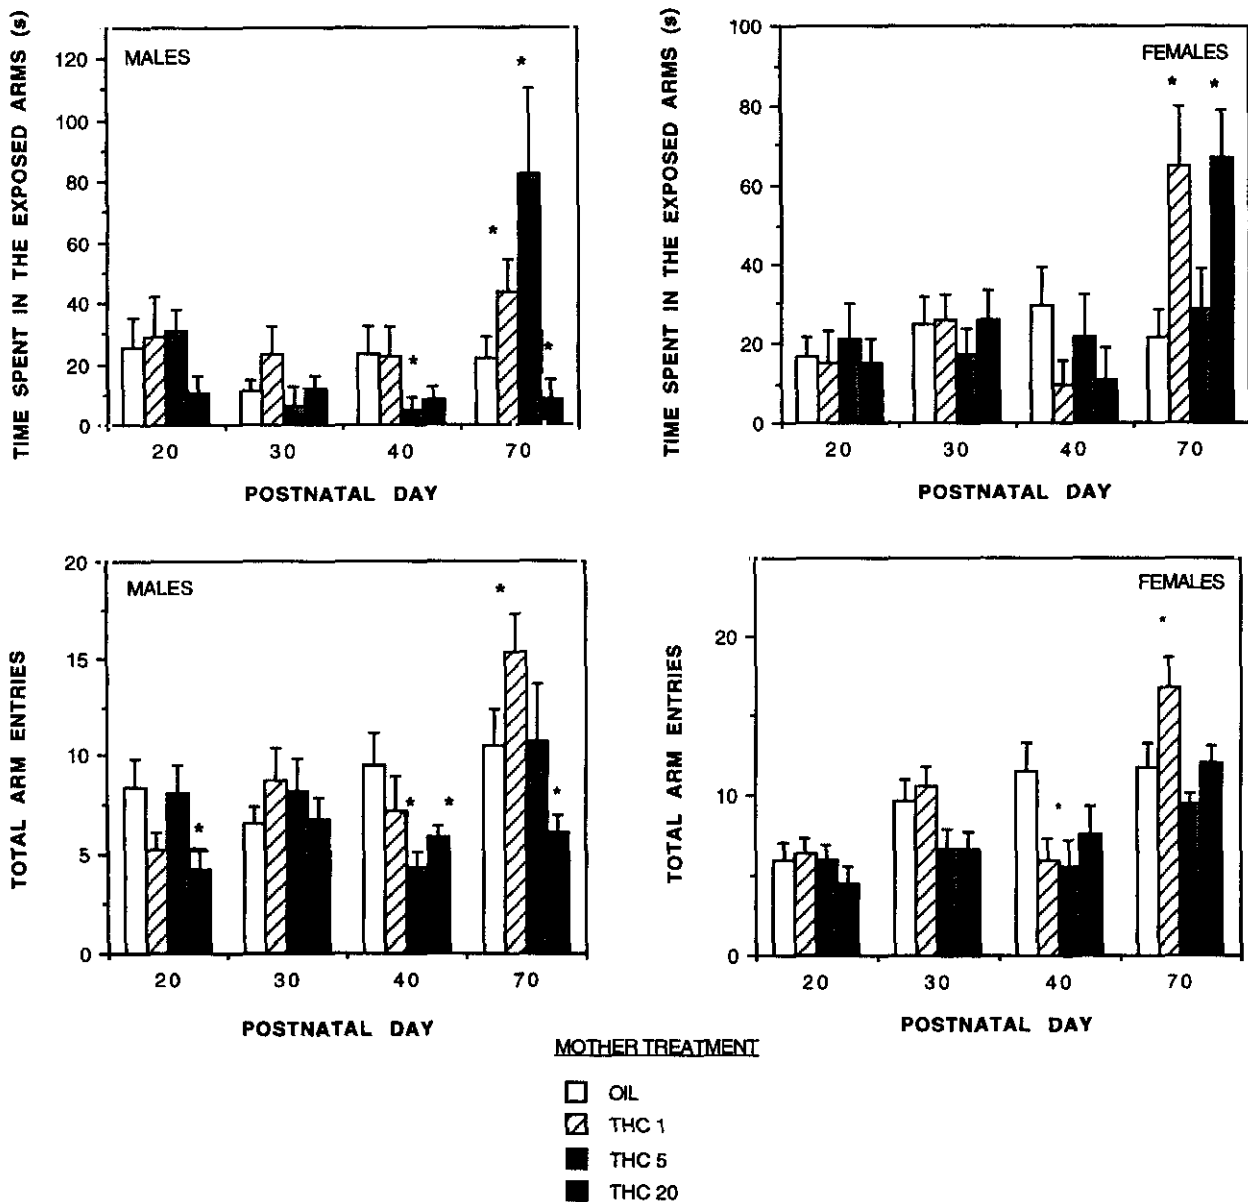 TIME SPENT IN THE EXPOSED ARMS (s)
120
100
80
60
40
20
0
MALES
*
*
*
*
20 30 40 70
POSTNATAL DAY
TIME SPENT IN THE EXPOSED ARMS (s)
100
80
60
40
20
0
FEMALES
* *
20 30 40 70
POSTNATAL DAY
TOTAL ARM ENTRIES
20
15
10
5
0
MALES
*
* * *
*
20 30 40 70
POSTNATAL DAY
TOTAL ARM ENTRIES
20
10
0
FEMALES
*
*
20 30 40 70
POSTNATAL DAY
MOTHER TREATMENT
OIL
THC 1
THC 5
THC 20